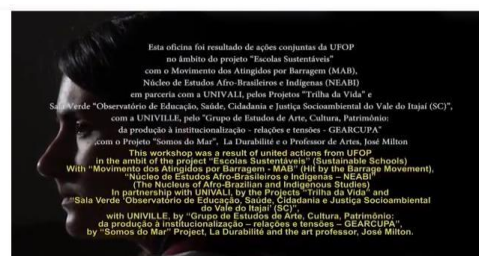 Esta oficina foi resultado de ações conjuntas da UFOP
no âmbito do projeto "Escolas Sustentáveis"
com o Movimento dos Atingidos por Barragem (MAB),
Núcleo de Estudos Afro-Brasileiros e Indígenas (NEABI)
em parceria com a UNIVALI, pelos Projetos "Trilha da Vida" e
Sala Verde "Observatório de Educação, Saúde, Cidadania e Justiça Socioambiental do Vale do Itajaí (SC)",
com a UNIVILLE, pelo "Grupo de Estudos de Arte, Cultura, Patrimônio:
da produção à institucionalização - relações e tensões - GEARCUPA"
,com o Projeto "Somos do Mar", La Durabilité e o Professor de Artes, José Milton
This workshop was a result of united actions from UFOP
in the ambit of the project "Escolas Sustentáveis" (Sustainable Schools)
With "Movimento dos Atingidos por Barragem - MAB" (Hit by the Barrage Movement),
"Núcleo de Estudos Afro-Brasileiros e Indígenas – NEABI"
(The Nucleus of Afro-Brazilian and Indigenous Studies)
In partnership with UNIVALI, by the Projects "Trilha da Vida" and
"Sala Verde 'Observatório de Educação, Saúde, Cidadania e Justiça Socioambiental
do Vale do Itajaí' (SC)",
with UNIVILLE, by "Grupo de Estudos de Arte, Cultura, Patrimônio:
da produção à institucionalização – relações e tensões – GEARCUPA",
by "Somos do Mar" Project, La Durabilité and the art professor, José Milton.